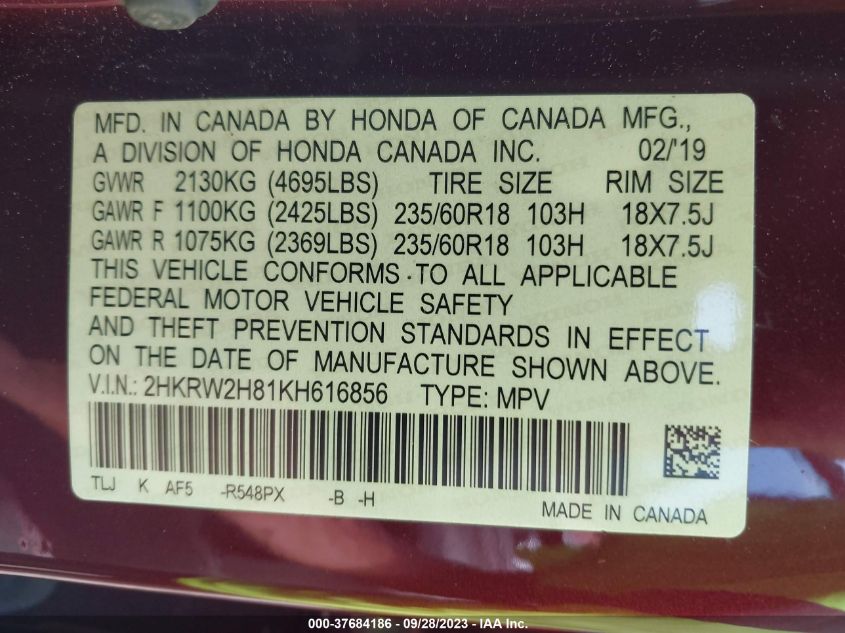 MFD. IN CANADA BY HONDA OF CANADA MFG.,
A DIVISION OF HONDA CANADA INC. 02/'19
GVWR 2130KG (4695LBS) TIRE SIZE RIM SIZE
GAWR F 1100KG (2425LBS) 235/60R18 103H 18X7.5J
GAWR R 1075KG (2369LBS) 235/60R18 103H 18X7.5J
THIS VEHICLE CONFORMS TO ALL APPLICABLE
FEDERAL MOTOR VEHICLE SAFETY
AND THEFT PREVENTION STANDARDS IN EFFECT
ON THE DATE OF MANUFACTURE SHOWN ABOVE.
V.I.N.: 2HKRW2H81KH616856 TYPE: MPV
TLJ K AF5 -R548PX -B -H
MADE IN CANADA
000-37684186 - 09/28/2023 - IAA Inc.